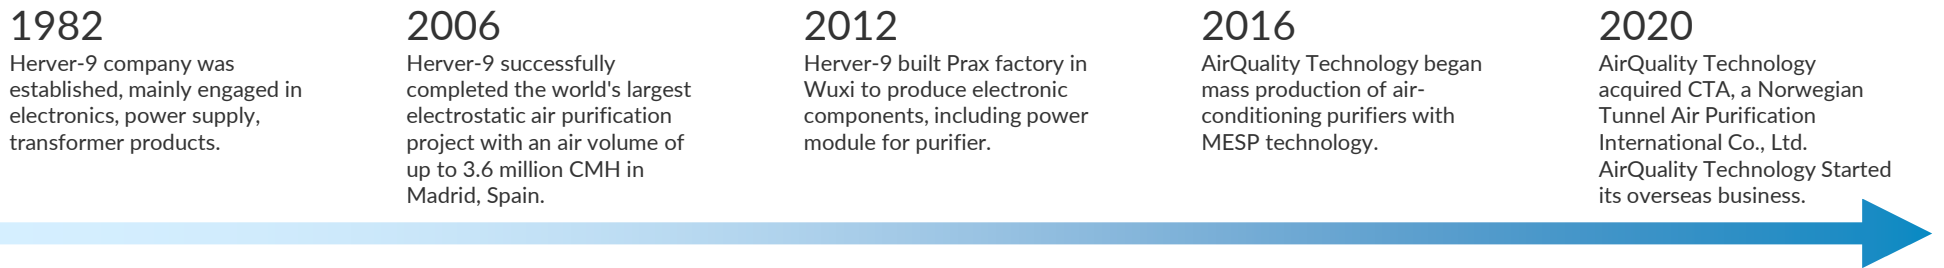 1982
Herver-9 company was
established, mainly engaged in
electronics, power supply,
transformer products.
2006
Herver-9 successfully
completed the world's largest
electrostatic air purification
project with an air volume of
up to 3.6 million CMH in
Madrid, Spain.
2012
Herver-9 built Prax factory in
Wuxi to produce electronic
components, including power
module for purifier.
2016
AirQuality Technology began
mass production of air-
conditioning purifiers with
MESP technology.
2020
AirQuality Technology
acquired CTA, a Norwegian
Tunnel Air Purification
International Co., Ltd.
AirQuality Technology Started
its overseas business.